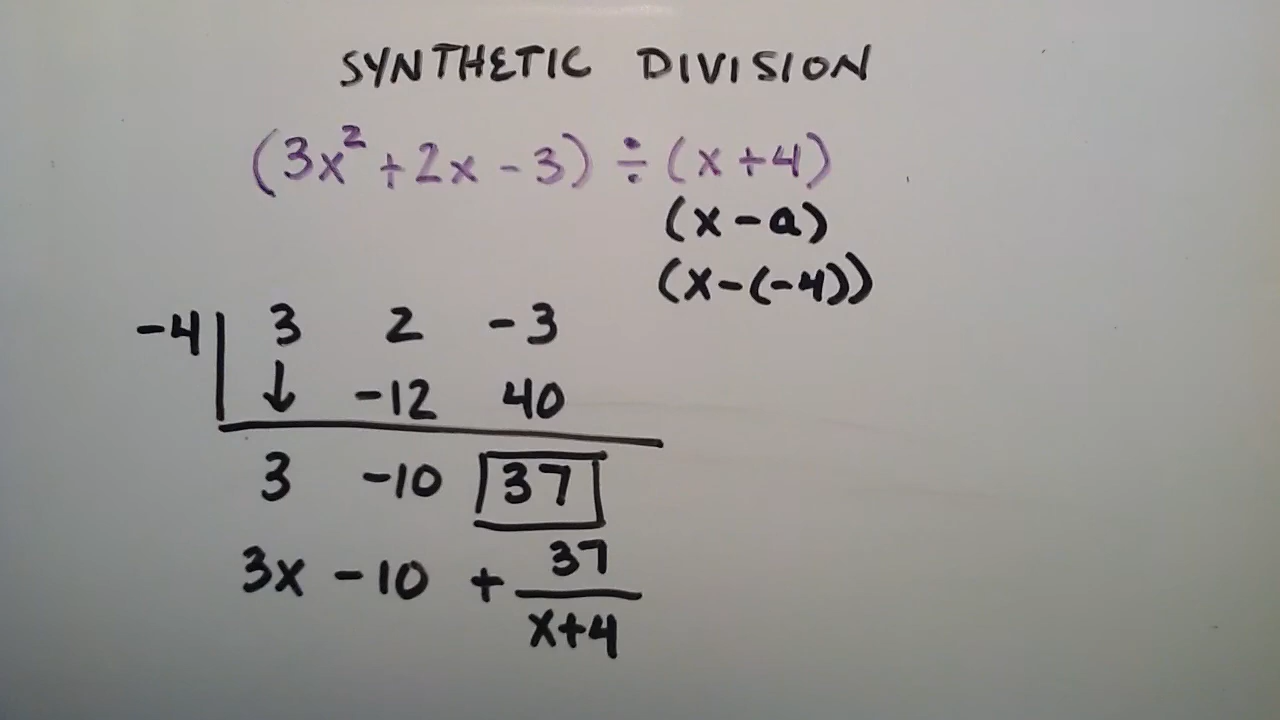 SYNTHETIC DIVISION
(3x² + 2x - 3) ÷ (x + 4)
(x - a)
(x - (-4))
-4 | 3 2 -3
↓ -12 40
3 -10 37
3x - 10 + 37/x+4